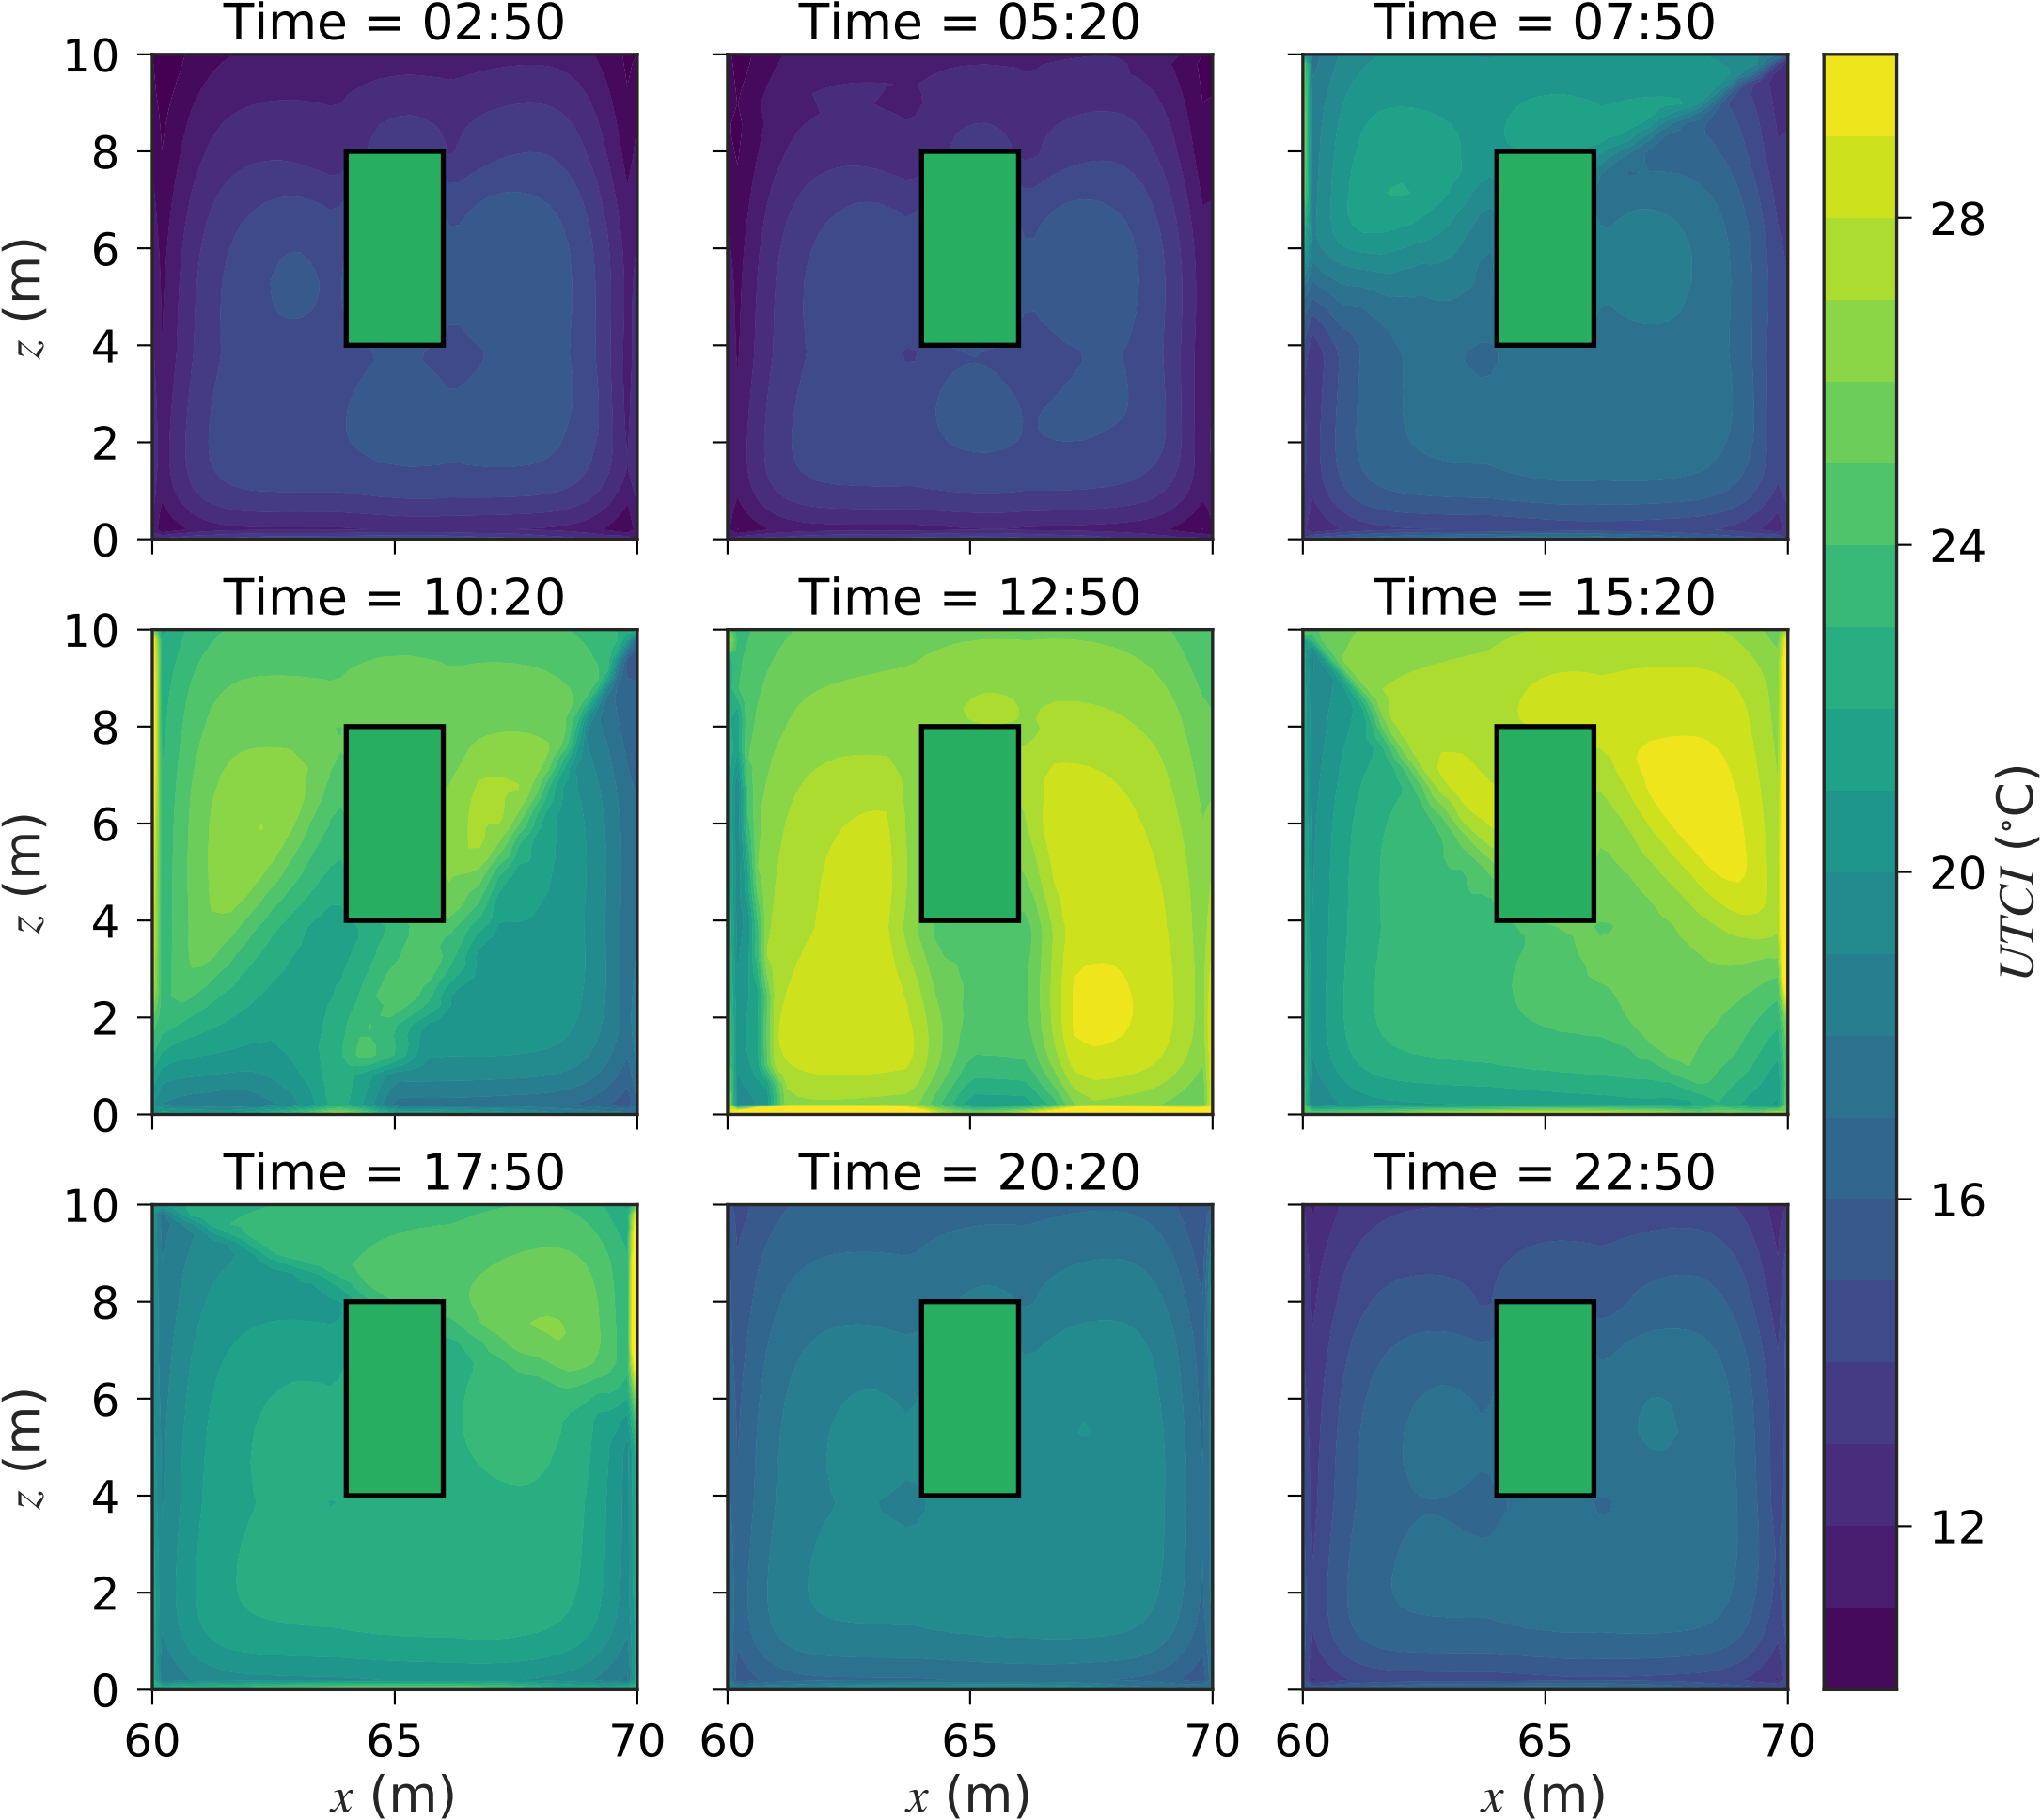 Time = 02:50
Time = 05:20
Time = 07:50
10
8
6
4
2
0
z (m)
Time = 10:20
Time = 12:50
Time = 15:20
10
8
6
4
2
0
z (m)
Time = 17:50
Time = 20:20
Time = 22:50
10
8
6
4
2
0
z (m)
60
65
70
60
65
70
60
65
70
x (m)
x (m)
x (m)
28
24
20
16
12
UTCI (°C)